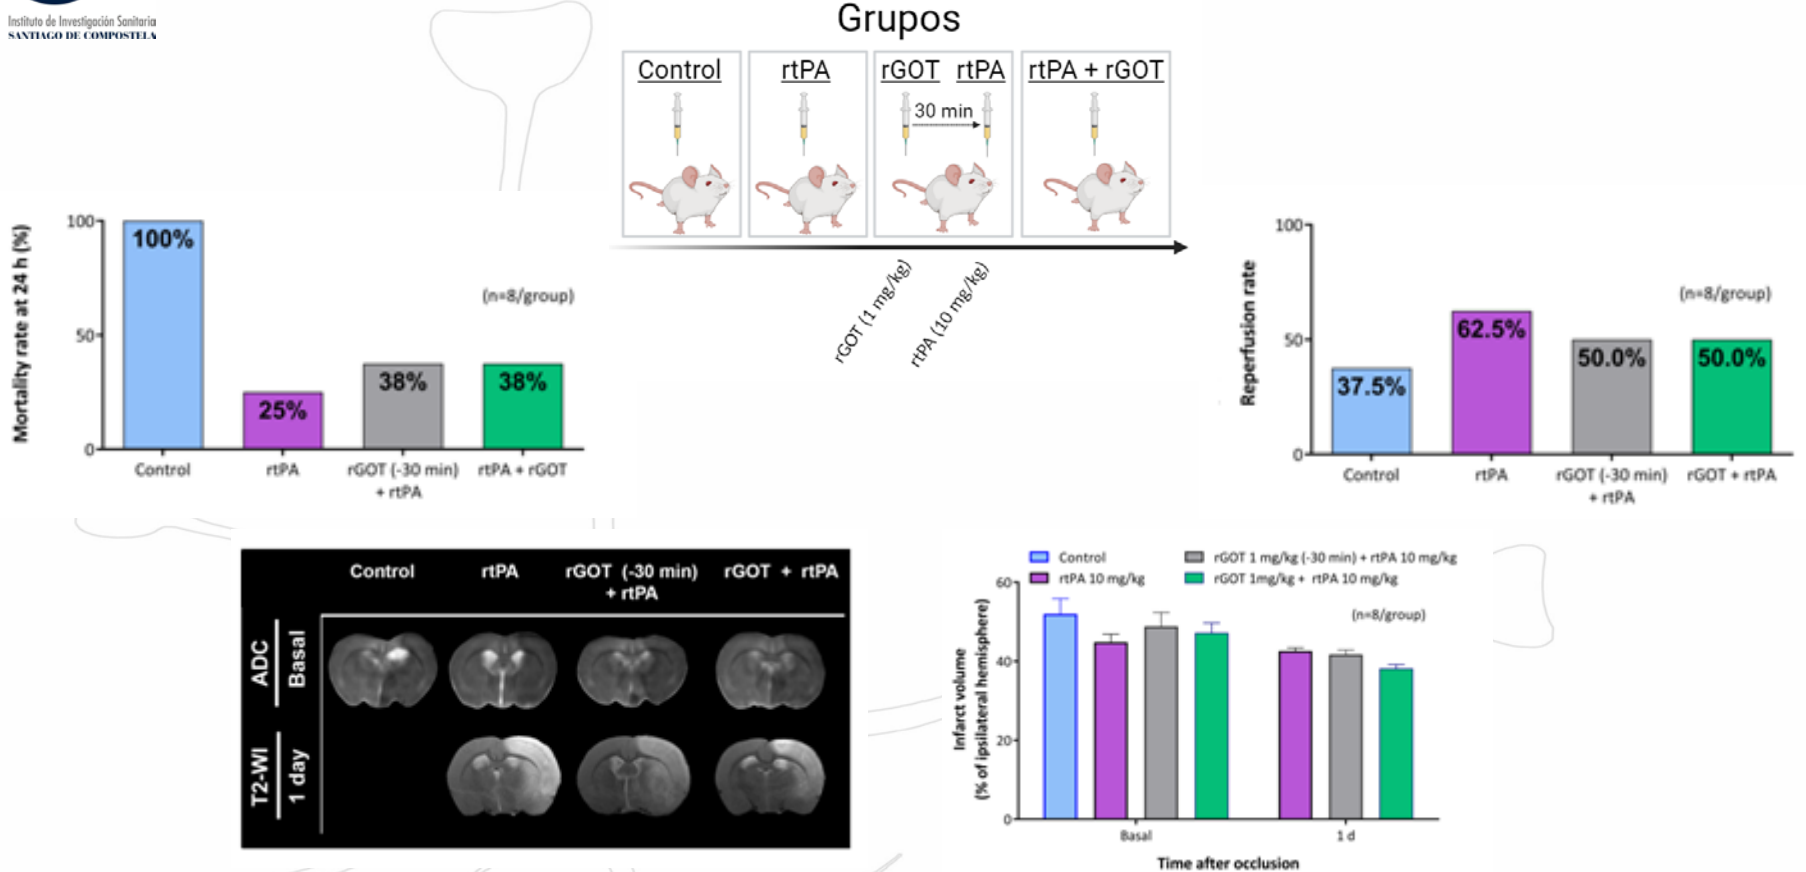 Instituto de Investigación Sanitaria
SANTIAGO DE COMPOSTELA
Grupos
Control
rtPA
rGOT rtPA
30 min
rtPA + rGOT
rGOT (1 mg/kg)
rtPA (10 mg/kg)
Mortality rate at 24 h (%)
100
50
0
100%
25%
38%
38%
(n=8/group)
Control
rtPA
rGOT (-30 min)
+ rtPA
rtPA + rGOT
Reperfusion rate
100
50
0
37.5%
62.5%
50.0%
50.0%
(n=8/group)
Control
rtPA
rGOT (-30 min)
+ rtPA
rGOT + rtPA
Control
rtPA
rGOT (-30 min)
+ rtPA
rGOT + rtPA
ADC
Basal
T2-WI
1 day
Control
rtPA 10 mg/kg
rGOT 1 mg/kg (-30 min) + rtPA 10 mg/kg
rGOT 1mg/kg + rtPA 10 mg/kg
(n=8/group)
Infarct volume
(% of ipsilateral hemisphere)
60
40
20
0
Basal
1 d
Time after occlusion